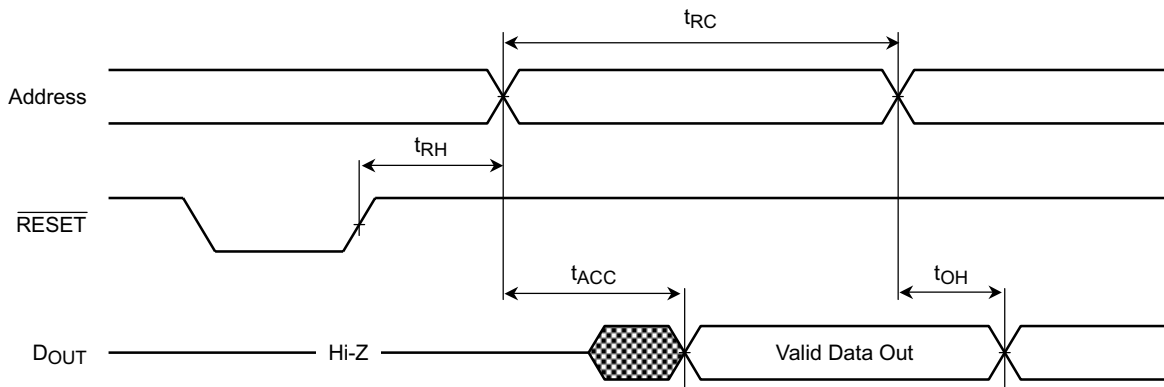 tRC
Address
tRH
RESET
tACC
tOH
DOUT
Hi-Z
Valid Data Out